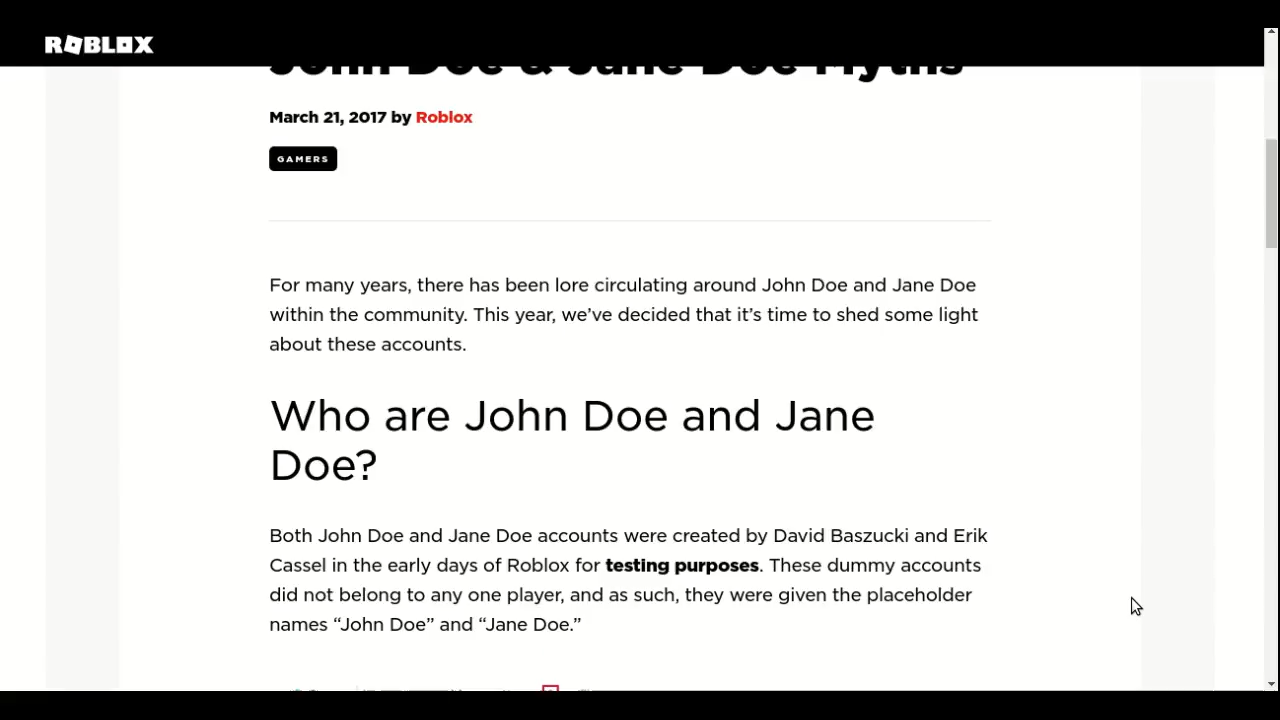 ROBLOX
John Doe & Jane Doe Myths
March 21, 2017 by Roblox
GAMERS
For many years, there has been lore circulating around John Doe and Jane Doe
within the community. This year, we’ve decided that it’s time to shed some light
about these accounts.
Who are John Doe and Jane
Doe?
Both John Doe and Jane Doe accounts were created by David Baszucki and Erik
Cassel in the early days of Roblox for testing purposes. These dummy accounts
did not belong to any one player, and as such, they were given the placeholder
names “John Doe” and “Jane Doe.”